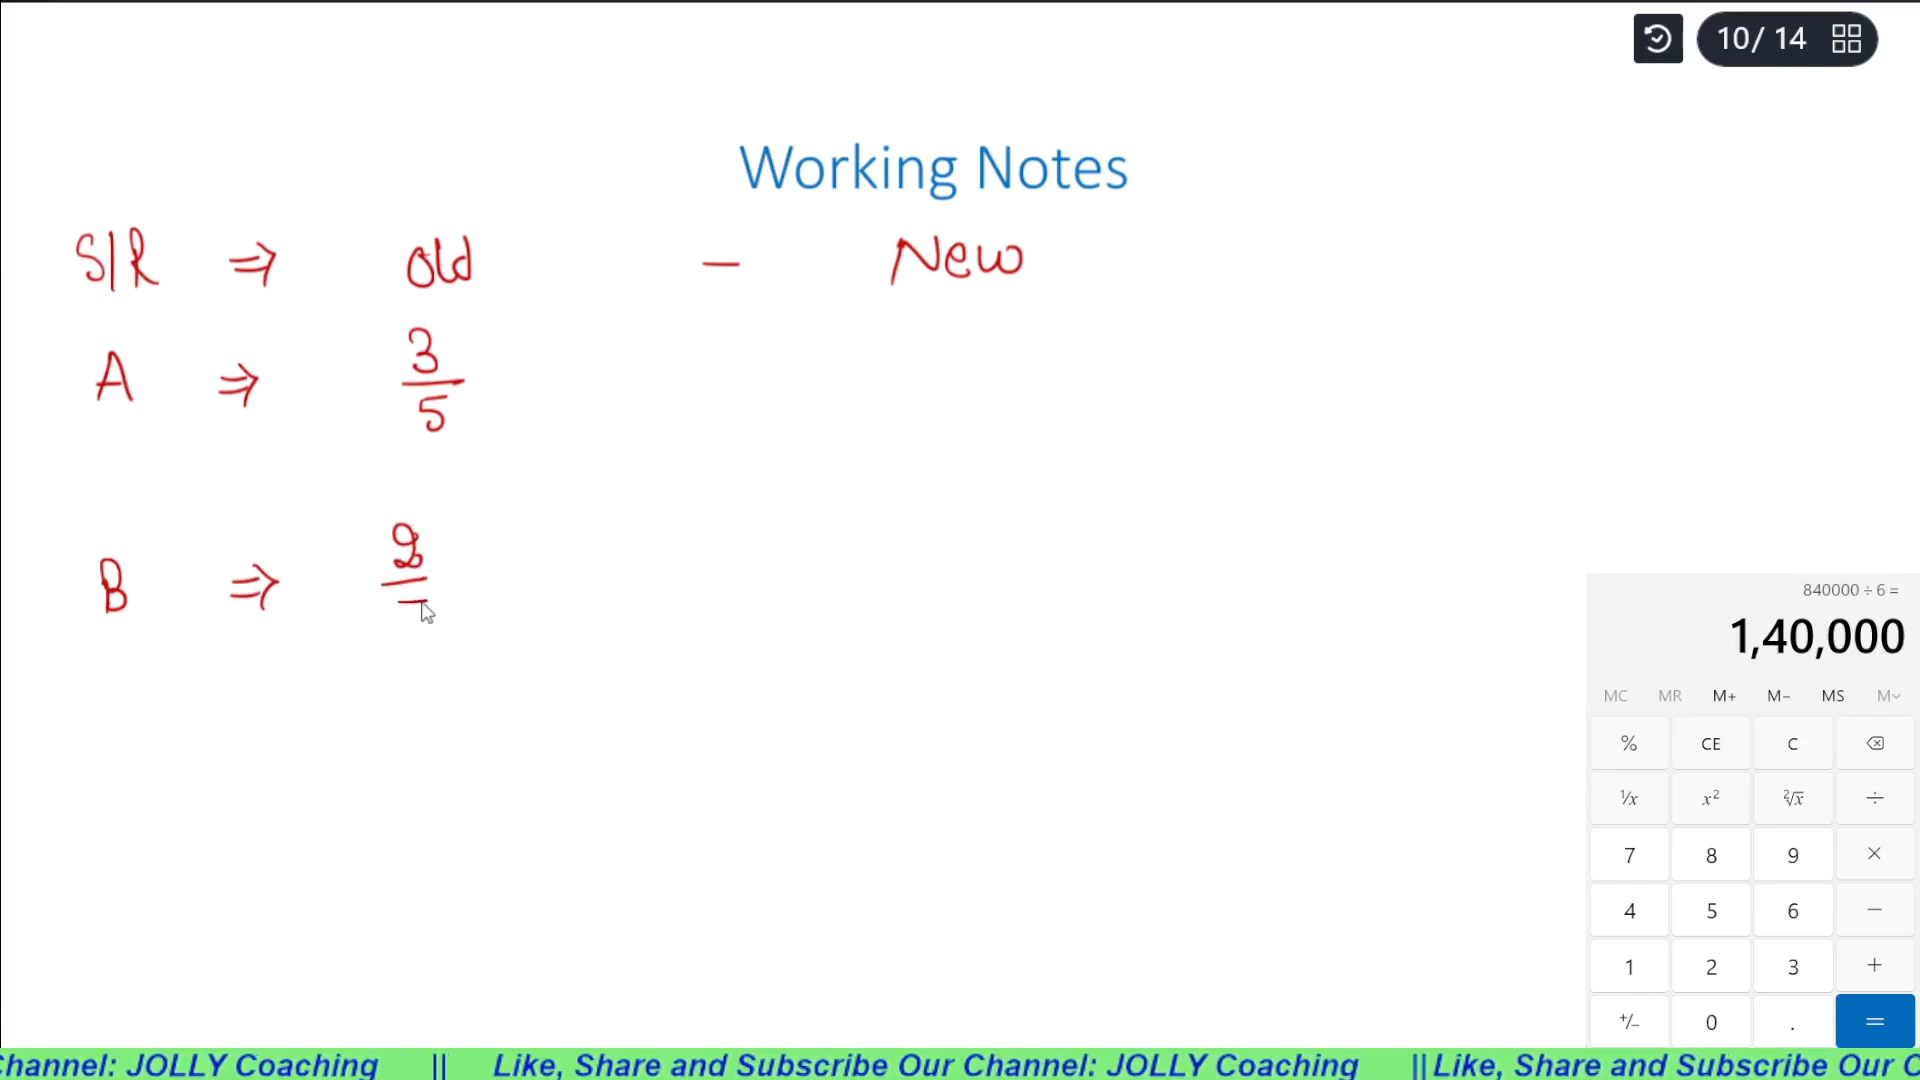 10/ 14
Working Notes
S/R ⇒ Old - New
A ⇒ 3/5
B ⇒ 2/
840000 ÷ 6 =
1,40,000
MC MR M+ M- MS M
% CE C
1/x x² ²√x ÷
7 8 9 ×
4 5 6 −
1 2 3 +
+/− 0 . =
Channel: JOLLY Coaching || Like, Share and Subscribe Our Channel: JOLLY Coaching || Like, Share and Subscribe Our C